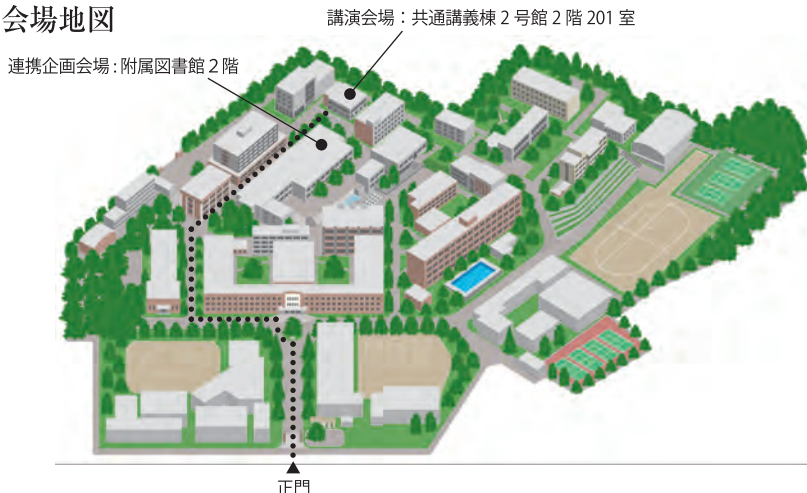 会場地図
講演会場：共通講義棟 2 号館 2 階 201 室
連携企画会場：附属図書館 2 階
正門